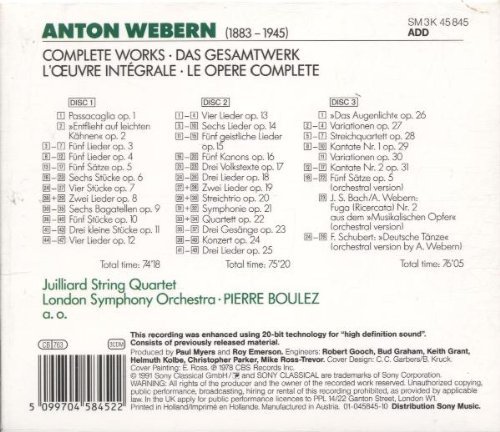 ANTON WEBERN (1883–1945)
SM3K 45845
ADD
COMPLETE WORKS · DAS GESAMTWERK
L'ŒUVRE INTÉGRALE · LE OPERE COMPLETE
DISC 1
Passacaglia op. 1
»Entflieht auf leichten
Kähnen« op. 2
Fünf Lieder op. 3
Fünf Lieder op. 4
Fünf Sätze op. 5
Sechs Stücke op. 6
Vier Stücke op. 7
Zwei Lieder op. 8
Sechs Bagatellen op. 9
Fünf Stücke op. 10
Drei kleine Stücke op. 11
Vier Lieder op. 12
Total time: 74'18
DISC 2
Vier Lieder op. 13
Sechs Lieder op. 14
Fünf geistliche Lieder
op. 15
Fünf Kanons op. 16
Drei Volkstexte op. 17
Drei Lieder op. 18
Zwei Lieder op. 19
Streichtrio op. 20
Symphonie op. 21
Quartett op. 22
Drei Gesänge op. 23
Konzert op. 24
Drei Lieder op. 25
Total time: 75'20
DISC 3
»Das Augenlicht« op. 26
Variationen op. 27
Streichquartett op. 28
Kantate Nr. 1 op. 29
Variationen op. 30
Kantate Nr. 2 op. 31
Fünf Sätze op. 5
(orchestral version)
J. S. Bach/A. Webern:
Fuga (Ricercata) Nr. 2
aus dem »Musikalischen Opfer«
(orchestral version)
F. Schubert: »Deutsche Tänze«
(orchestral version by A. Webern)
Total time: 76'05
Juilliard String Quartet
London Symphony Orchestra · PIERRE BOULEZ
a. o.
CB 763
3CDM
5 099704 584522
This recording was enhanced using 20-bit technology for "high definition sound".
Consists of previously released material.
Produced by Paul Myers and Roy Emerson. Engineers: Robert Gooch, Bud Graham, Keith Grant,
Helmuth Kolbe, Christopher Parker, Mike Ross-Trevor. Cover Design: C. C. Garbers/B. Kruck.
Cover Painting: E. Ross. ℗ 1978 CBS Records Inc.
© 1991 Sony Classical GmbH / and SONY CLASSICAL are trademarks of Sony Corporation.
WARNING: All rights of the producer and of the owner of the recorded work reserved. Unauthorized copying,
public performance, broadcasting, hiring or rental of this recording prohibited, as provided by applicable
law. In the UK apply for public performance licences to PPL 14/22 Ganton Street, London W1.
Printed in Holland/Imprimé en Hollande. Manufactured in Austria. 01-045845-10 Distribution Sony Music.